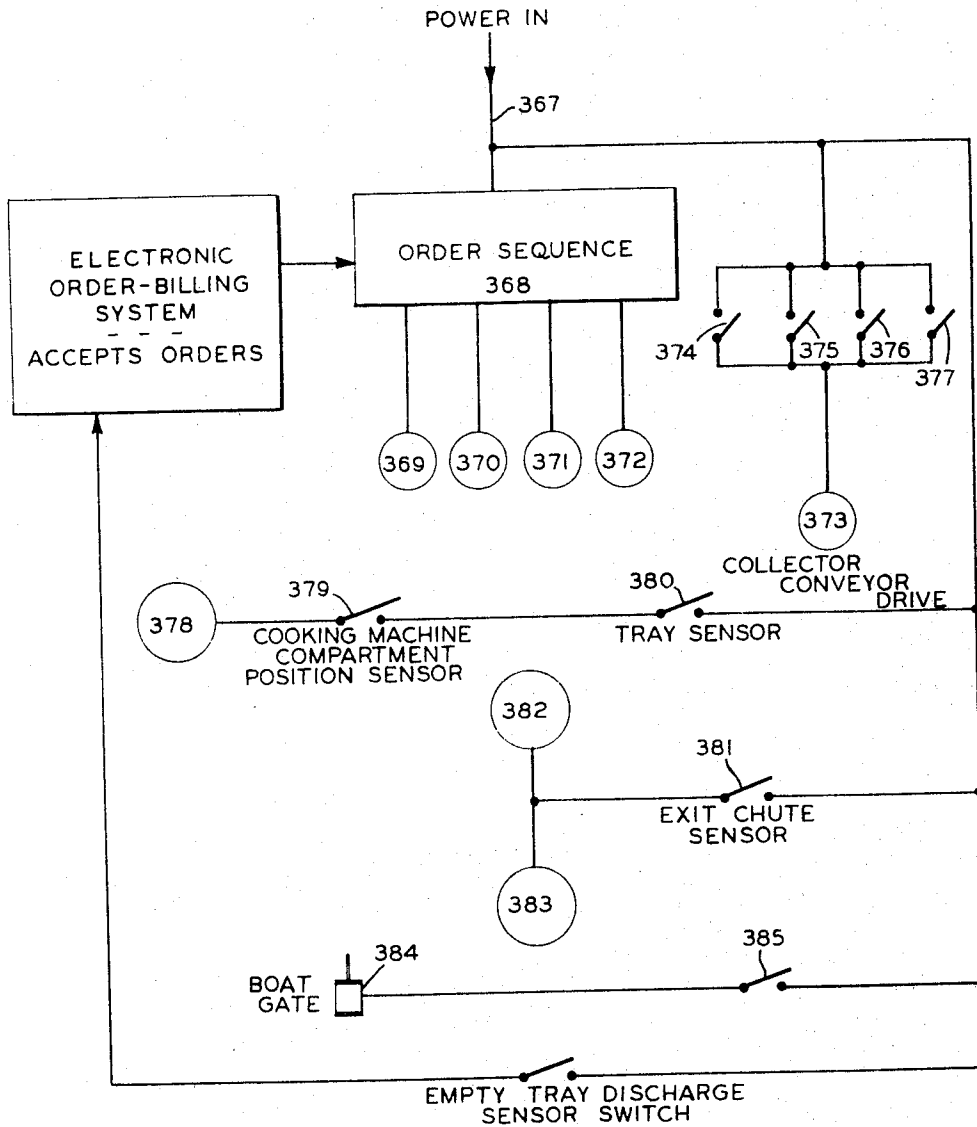 POWER IN
367
ELECTRONIC
ORDER-BILLING
SYSTEM
- - -
ACCEPTS ORDERS
ORDER SEQUENCE
368
374
375
376
377
369
370
371
372
373
COLLECTOR
CONVEYOR
DRIVE
378
379
COOKING MACHINE
COMPARTMENT
POSITION SENSOR
380
TRAY SENSOR
382
381
EXIT CHUTE
SENSOR
383
BOAT
GATE
384
385
EMPTY TRAY DISCHARGE
SENSOR SWITCH